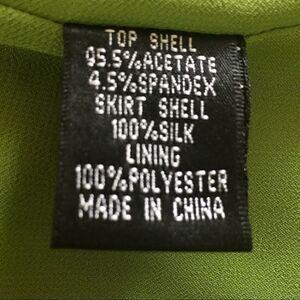 TOP SHELL
95.5%ACETATE
4.5%SPANDEX
SKIRT SHELL
100%SILK
LINING
100%POLYESTER
MADE IN CHINA